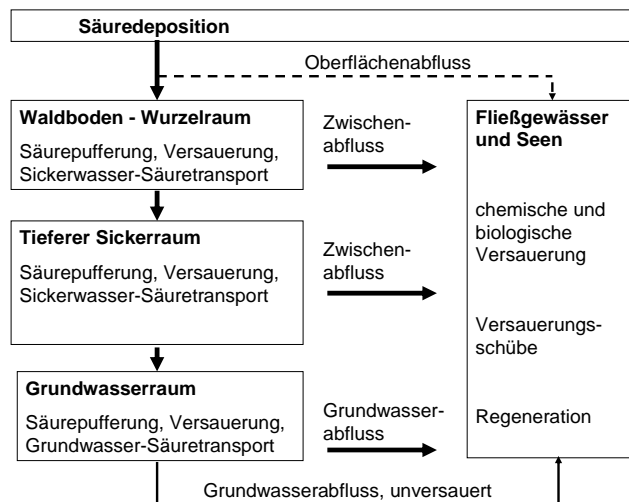 Säuredeposition
Oberflächenabfluss
Waldboden - Wurzelraum
Säurepufferung, Versauerung,
Sickerwasser-Säuretransport
Zwischen-
abfluss
Fließgewässer
und Seen
chemische und
biologische
Versauerung
Versauerungs-
schübe
Regeneration
Tieferer Sickerraum
Säurepufferung, Versauerung,
Sickerwasser-Säuretransport
Zwischen-
abfluss
Grundwasserraum
Säurepufferung, Versauerung,
Grundwasser-Säuretransport
Grundwasser-
abfluss
Grundwasserabfluss, unversauert